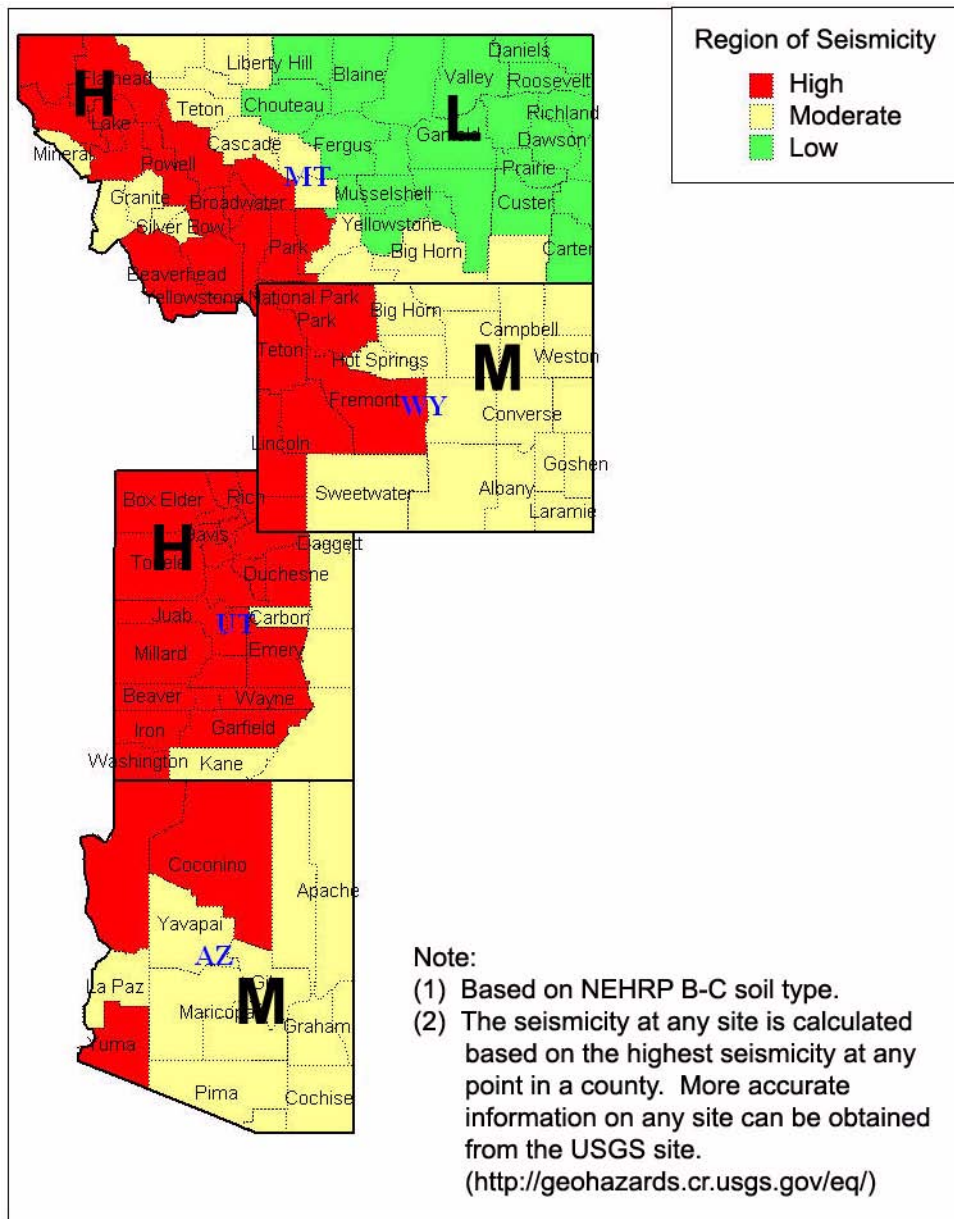 Region of Seismicity
High
Moderate
Low
H
L
MT
Flathead
Lake
Mineral
Powell
Granite
Silver Bow
Broadwater
Beaverhead
Park
Yellowstone National Park
Liberty Hill
Teton
Cascade
Chouteau
Blaine
Fergus
Musselshell
Yellowstone
Big Horn
Daniels
Valley
Roosevelt
Richland
Garfield
Dawson
Prairie
Custer
Carter
M
WY
Park
Big Horn
Campbell
Teton
Hot Springs
Weston
Fremont
Converse
Lincoln
Goshen
Sweetwater
Albany
Laramie
H
UT
Box Elder
Rich
Davis
Tooele
Daggett
Duchesne
Juab
Carbon
Millard
Emery
Beaver
Wayne
Iron
Garfield
Washington
Kane
AZ
M
Coconino
Apache
Yavapai
La Paz
Gila
Maricopa
Graham
Yuma
Pima
Cochise
Note:
(1) Based on NEHRP B-C soil type.
(2) The seismicity at any site is calculated
based on the highest seismicity at any
point in a county. More accurate
information on any site can be obtained
from the USGS site.
(http://geohazards.cr.usgs.gov/eq/)